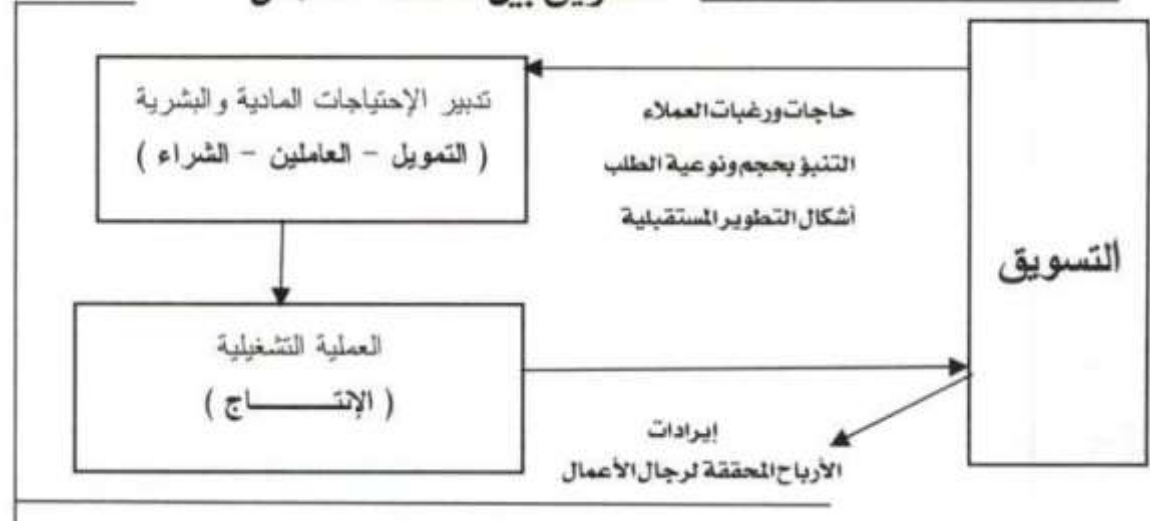 التسويق
حاجات ورغبات العملاء
التنبؤ بحجم ونوعية الطلب
أشكال التطوير المستقبلية
تدبير الإحتياجات المادية والبشرية
( التمويل - العاملين - الشراء )
العملية التشغيلية
( الإنتــــــــاج )
إيرادات
الأرباح المحققة لرجال الأعمال